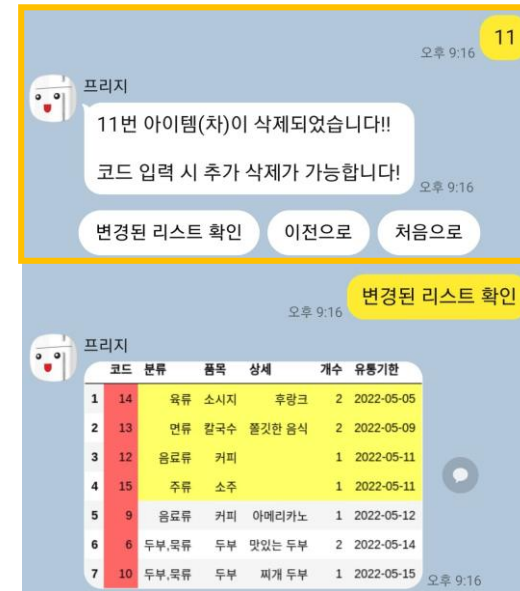 11
오후 9:16
프리지
11번 아이템(차)이 삭제되었습니다!!
코드 입력 시 추가 삭제가 가능합니다!
오후 9:16
변경된 리스트 확인 이전으로 처음으로
변경된 리스트 확인
오후 9:16
프리지
코드 분류 품목 상세 개수 유통기한
1 14 육류 소시지 후랑크 2 2022-05-05
2 13 면류 칼국수 쫄깃한 음식 2 2022-05-09
3 12 음료류 커피 1 2022-05-11
4 15 주류 소주 1 2022-05-11
5 9 음료류 커피 아메리카노 1 2022-05-12
6 6 두부,묵류 두부 맛있는 두부 2 2022-05-14
7 10 두부,묵류 두부 찌개 두부 1 2022-05-15
오후 9:16